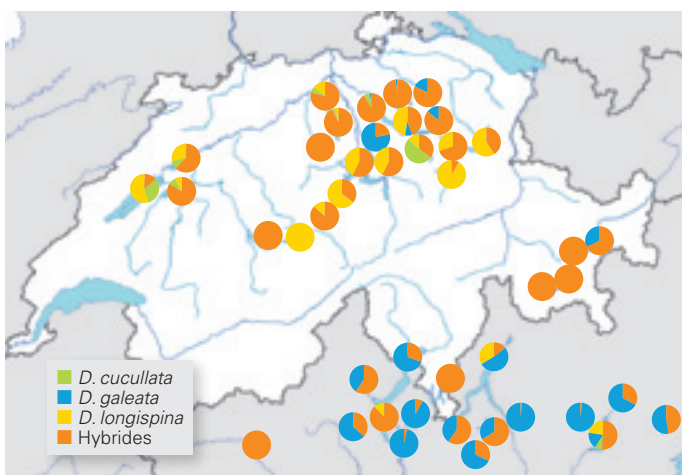 D. cucullata
D. galeata
D. longispina
Hybrides